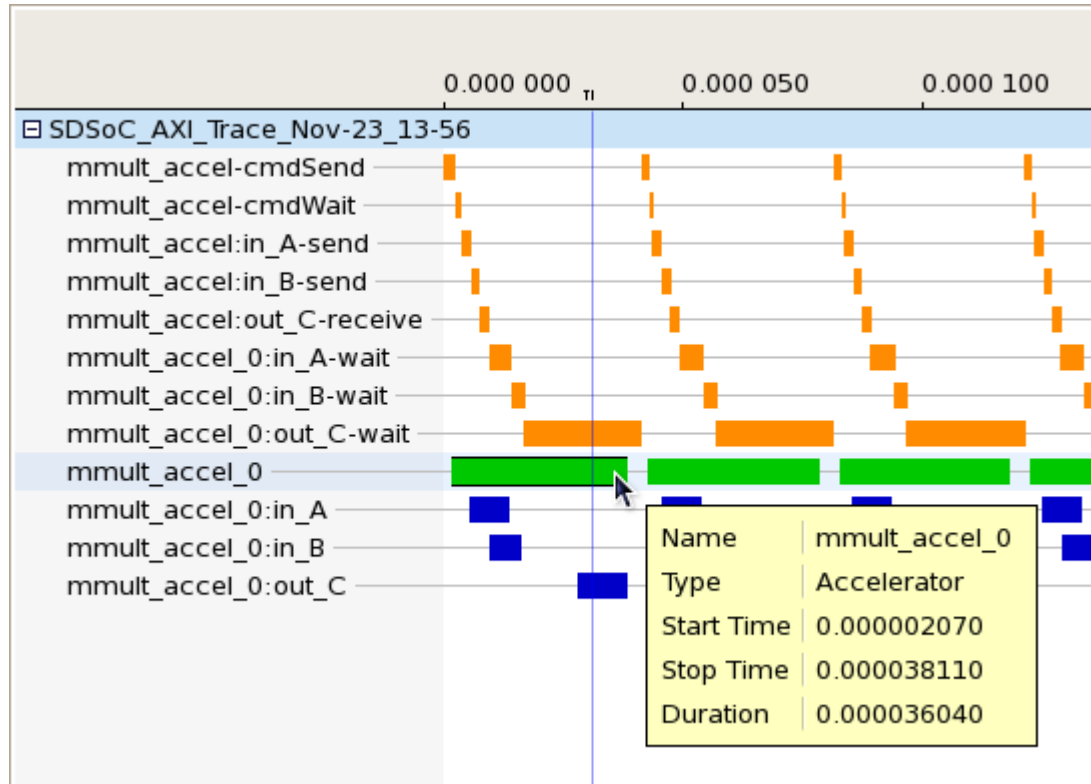 0.000 000 0.000 050 0.000 100
TI
SDSoC_AXI_Trace_Nov-23_13-56
mmult_accel-cmdSend
mmult_accel-cmdWait
mmult_accel:in_A-send
mmult_accel:in_B-send
mmult_accel:out_C-receive
mmult_accel_0:in_A-wait
mmult_accel_0:in_B-wait
mmult_accel_0:out_C-wait
mmult_accel_0
mmult_accel_0:in_A
mmult_accel_0:in_B
mmult_accel_0:out_C
Name mmult_accel_0
Type Accelerator
Start Time 0.000002070
Stop Time 0.000038110
Duration 0.000036040